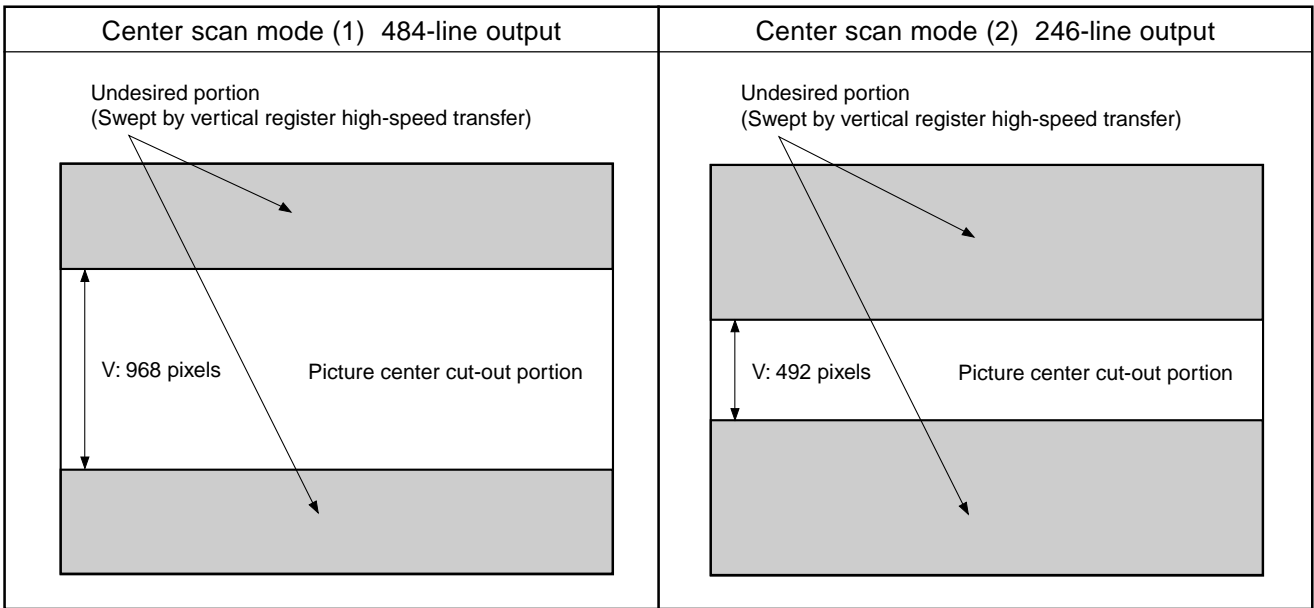 Center scan mode (1)  484-line output
Undesired portion
(Swept by vertical register high-speed transfer)
V: 968 pixels
Picture center cut-out portion
Center scan mode (2)  246-line output
Undesired portion
(Swept by vertical register high-speed transfer)
V: 492 pixels
Picture center cut-out portion